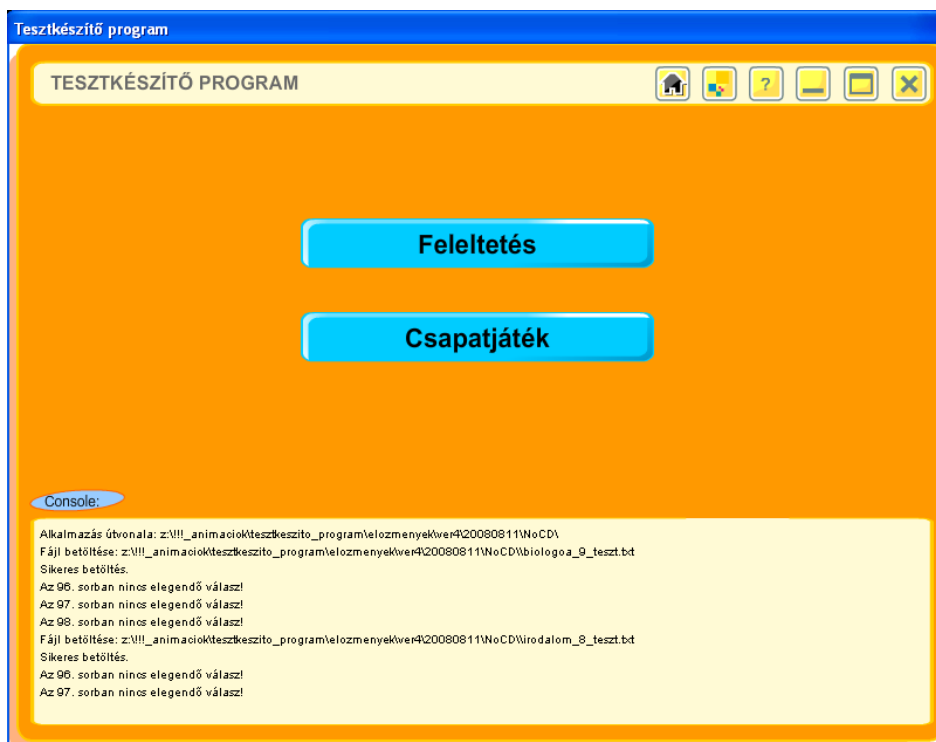 Tesztkészítő program
TESZTKÉSZÍTŐ PROGRAM
?
Feleltetés
Csapatjáték
Console:
Alkalmazás útvonala: z:\!!!_animaciok\tesztkeszito_program\elozmenyek\ver4\20080811\NoCD\
Fájl betöltése: z:\!!!_animaciok\tesztkeszito_program\elozmenyek\ver4\20080811\NoCD\\biologoa_9_teszt.txt
Sikeres betöltés.
Az 96. sorban nincs elegendő válasz!
Az 97. sorban nincs elegendő válasz!
Az 98. sorban nincs elegendő válasz!
Fájl betöltése: z:\!!!_animaciok\tesztkeszito_program\elozmenyek\ver4\20080811\NoCD\\irodalom_8_teszt.txt
Sikeres betöltés.
Az 96. sorban nincs elegendő válasz!
Az 97. sorban nincs elegendő válasz!